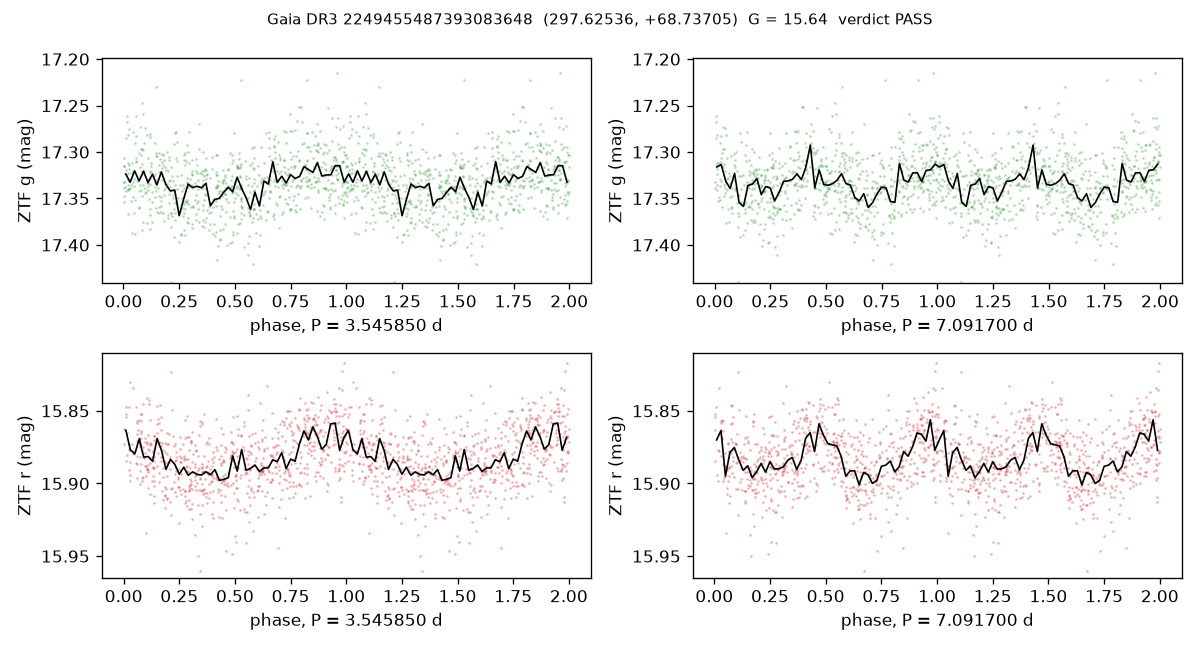 Gaia DR3 2249455487393083648 (297.62536, +68.73705) G = 15.64 verdict PASS
17.20
17.25
17.30
17.35
17.40
ZTF g (mag)
0.00 0.25 0.50 0.75 1.00 1.25 1.50 1.75 2.00
phase, P = 3.545850 d
17.20
17.25
17.30
17.35
17.40
ZTF g (mag)
0.00 0.25 0.50 0.75 1.00 1.25 1.50 1.75 2.00
phase, P = 7.091700 d
15.85
15.90
15.95
ZTF r (mag)
0.00 0.25 0.50 0.75 1.00 1.25 1.50 1.75 2.00
phase, P = 3.545850 d
15.85
15.90
15.95
ZTF r (mag)
0.00 0.25 0.50 0.75 1.00 1.25 1.50 1.75 2.00
phase, P = 7.091700 d